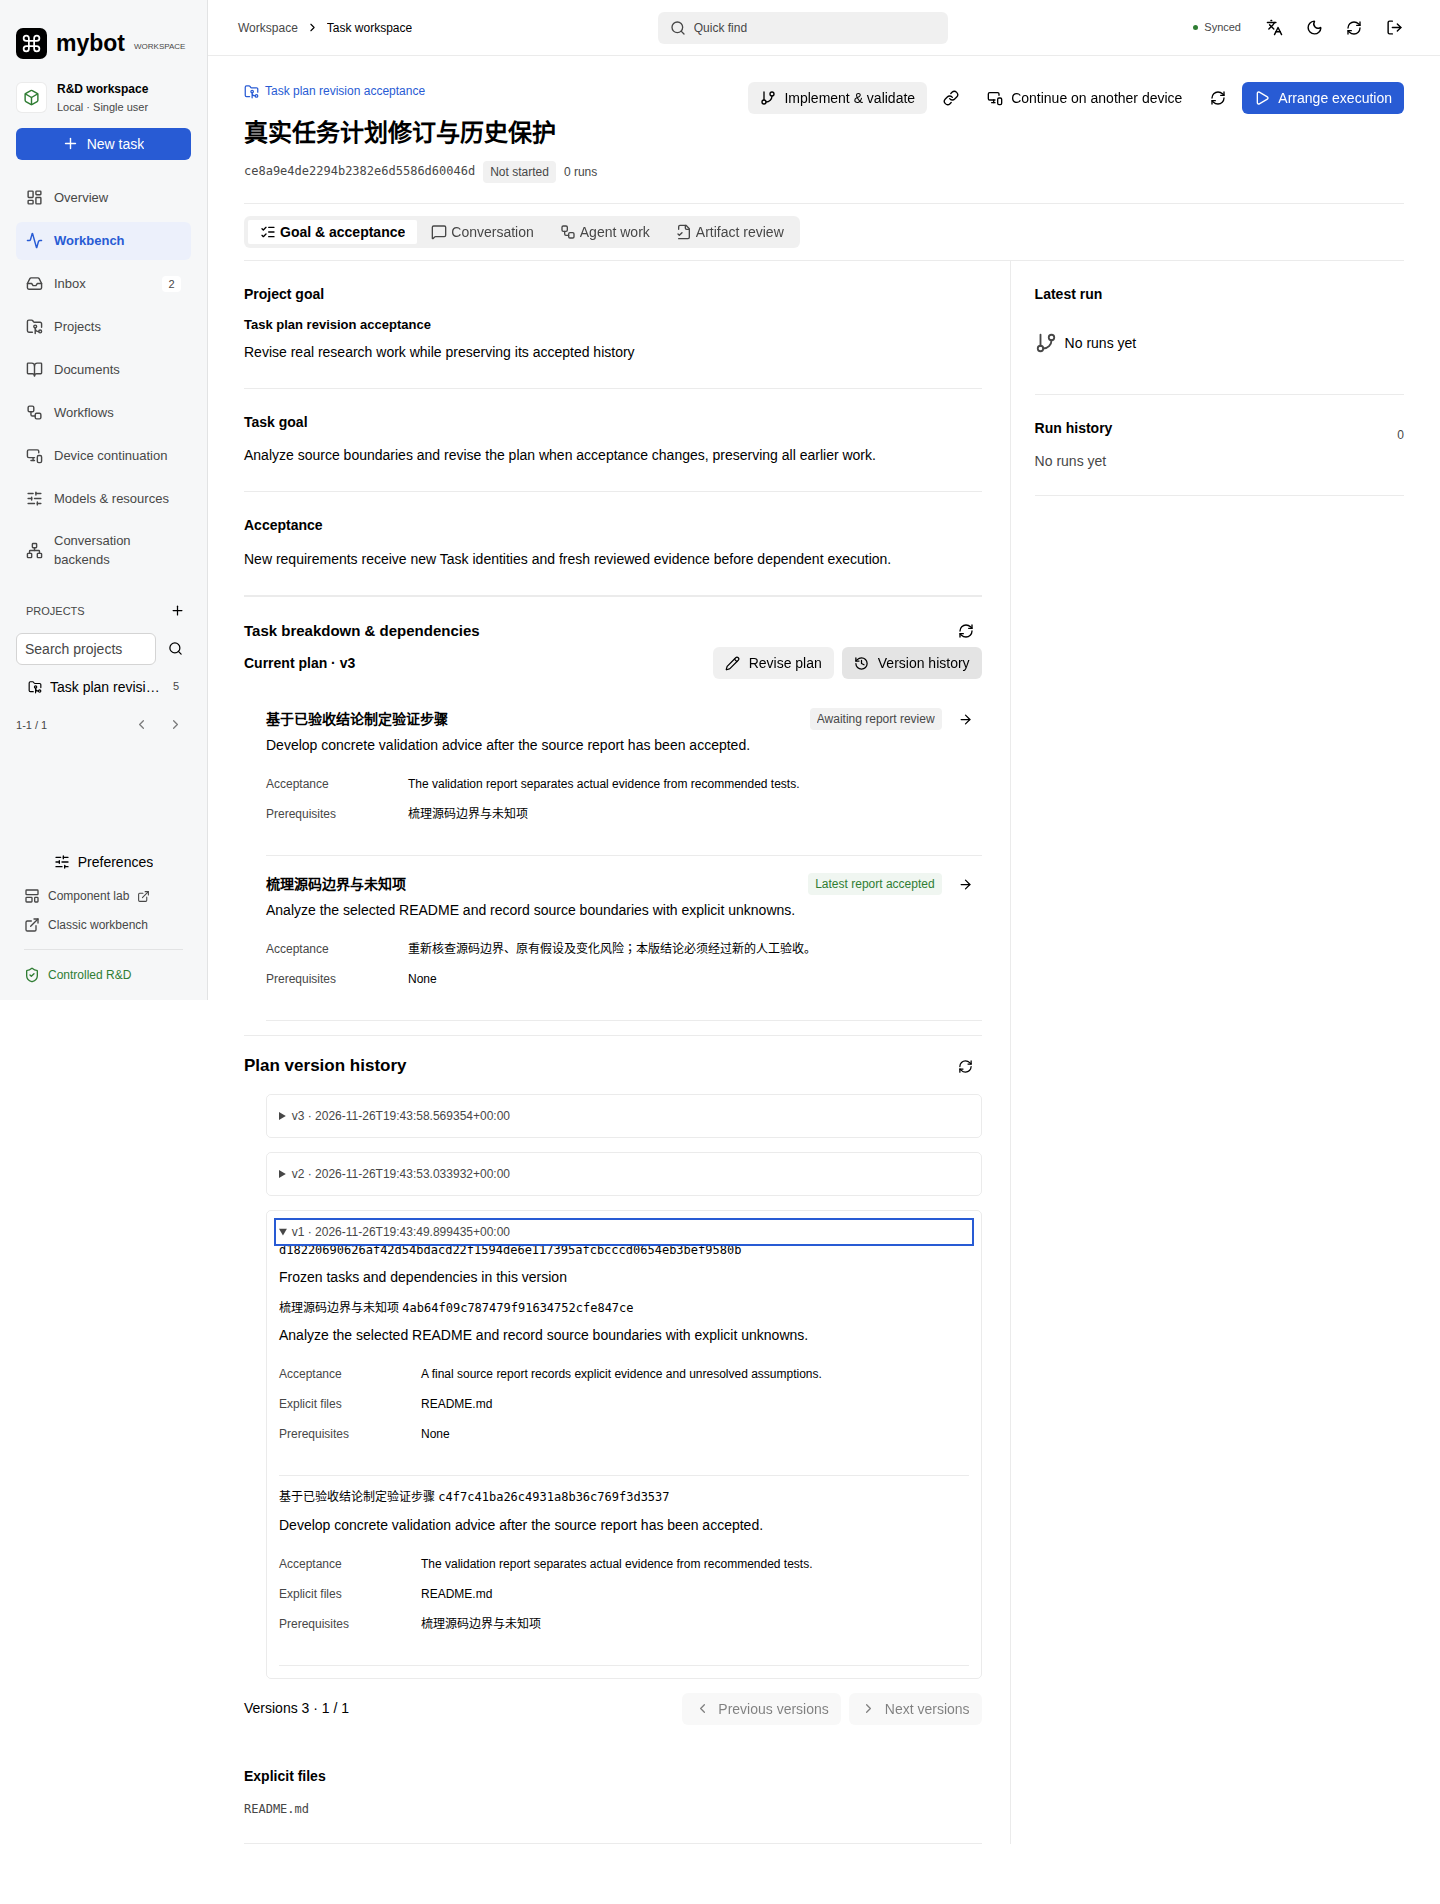 mybot WORKSPACE
R&D workspace
Local · Single user
New task
Overview
Workbench
Inbox 2
Projects
Documents
Workflows
Device continuation
Models & resources
Conversation
backends
PROJECTS
Search projects
Task plan revisi… 5
1-1 / 1
Preferences
Component lab
Classic workbench
Controlled R&D
Workspace Task workspace
Quick find
Synced
Task plan revision acceptance
Implement & validate
Continue on another device
Arrange execution
真实任务计划修订与历史保护
ce8a9e4de2294b2382e6d5586d60046d Not started 0 runs
Goal & acceptance Conversation Agent work Artifact review
Project goal
Task plan revision acceptance
Revise real research work while preserving its accepted history
Task goal
Analyze source boundaries and revise the plan when acceptance changes, preserving all earlier work.
Acceptance
New requirements receive new Task identities and fresh reviewed evidence before dependent execution.
Task breakdown & dependencies
Current plan · v3 Revise plan Version history
基于已验收结论制定验证步骤 Awaiting report review
Develop concrete validation advice after the source report has been accepted.
Acceptance The validation report separates actual evidence from recommended tests.
Prerequisites 梳理源码边界与未知项
梳理源码边界与未知项 Latest report accepted
Analyze the selected README and record source boundaries with explicit unknowns.
Acceptance 重新核查源码边界、原有假设及变化风险；本版结论必须经过新的人工验收。
Prerequisites None
Plan version history
v3 · 2026-11-26T19:43:58.569354+00:00
v2 · 2026-11-26T19:43:53.033932+00:00
v1 · 2026-11-26T19:43:49.899435+00:00
d18220690626af42d54bdacd22f1594de6e117395afcbcccd0654eb3bef9580b
Frozen tasks and dependencies in this version
梳理源码边界与未知项 4ab64f09c787479f91634752cfe847ce
Analyze the selected README and record source boundaries with explicit unknowns.
Acceptance A final source report records explicit evidence and unresolved assumptions.
Explicit files README.md
Prerequisites None
基于已验收结论制定验证步骤 c4f7c41ba26c4931a8b36c769f3d3537
Develop concrete validation advice after the source report has been accepted.
Acceptance The validation report separates actual evidence from recommended tests.
Explicit files README.md
Prerequisites 梳理源码边界与未知项
Versions 3 · 1 / 1 Previous versions Next versions
Explicit files
README.md
Latest run
No runs yet
Run history 0
No runs yet